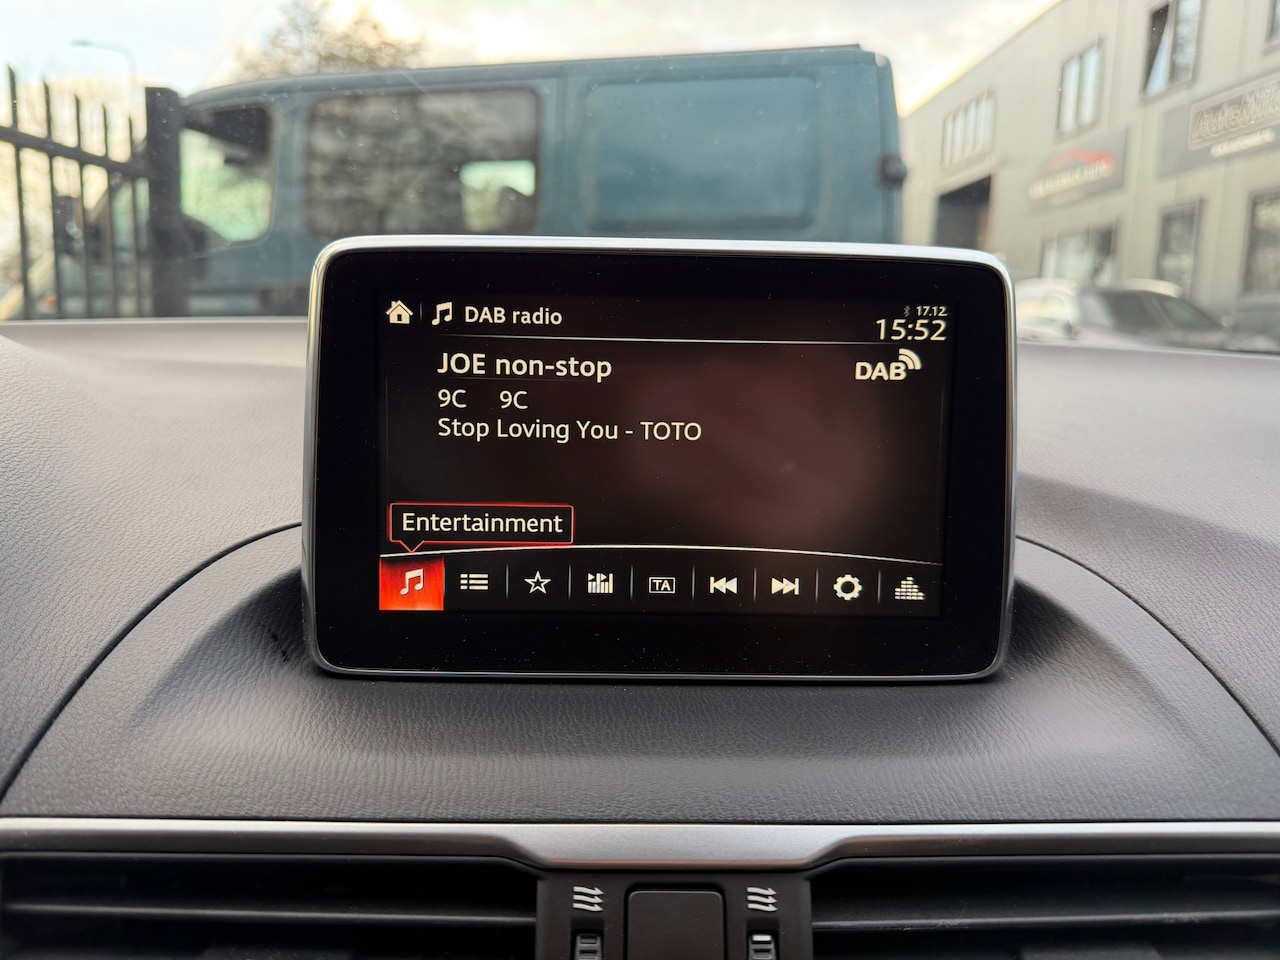 DAB radio
17.12.
15:52
JOE non-stop
DAB
9C 9C
Stop Loving You - TOTO
Entertainment
TA